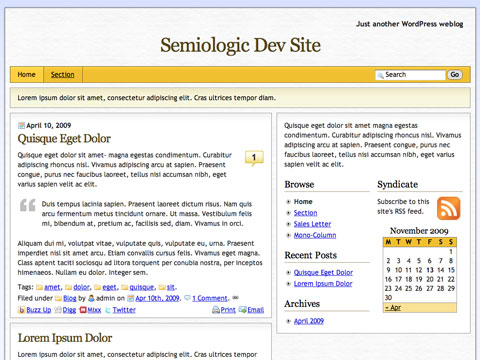 Just another WordPress weblog
Semiologic Dev Site
Home Section Search Go
Lorem ipsum dolor sit amet, consectetur adipiscing elit. Cras ultrices tempor diam.
April 10, 2009
Quisque Eget Dolor
1
Quisque eget dolor sit amet- magna egestas condimentum. Curabitur
adipiscing rhoncus nisl. Vivamus adipiscing arcu at sapien. Praesent
congue, purus nec faucibus laoreet, tellus nisi accumsan nibh, eget
varius sapien velit ac elit.
Duis tempus lacinia sapien. Praesent laoreet dictum risus. Nam quis
arcu fermentum metus tincidunt ornare. Ut massa. Vestibulum felis
mi, bibendum at, pretium ac, facilisis sed, diam. Vivamus in orci.
Aliquam dui mi, volutpat vitae, vulputate quis, vulputate eu, urna. Praesent
imperdiet nisi sit amet arcu. Etiam convallis cursus felis. Vivamus eget magna.
Class aptent taciti sociosqu ad litora torquent per conubia nostra, per inceptos
himenaeos. Nullam eu dolor. Integer sem.
Tags: amet, dolor, eget, quisque, sit.
Filed under Blog by admin on Apr 10th, 2009. 1 Comment.
Buzz Up Digg Mixx Twitter Print Email
Lorem Ipsum Dolor
Lorem ipsum dolor sit amet, consectetur adipiscing elit. Cras ultrices
Quisque eget dolor sit amet magna egestas
condimentum. Curabitur adipiscing rhoncus nisl. Vivamus
adipiscing arcu at sapien. Praesent congue, purus nec
faucibus laoreet, tellus nisi accumsan nibh, eget varius
sapien velit ac elit.
Browse
Home
Section
Sales Letter
Mono-Column
Recent Posts
Quisque Eget Dolor
Lorem Ipsum Dolor
Archives
April 2009
Syndicate
Subscribe to this
site's RSS feed.
November 2009
M T W T F S S
1
2 3 4 5 6 7 8
9 10 11 12 13 14 15
16 17 18 19 20 21 22
23 24 25 26 27 28 29
30
« Apr